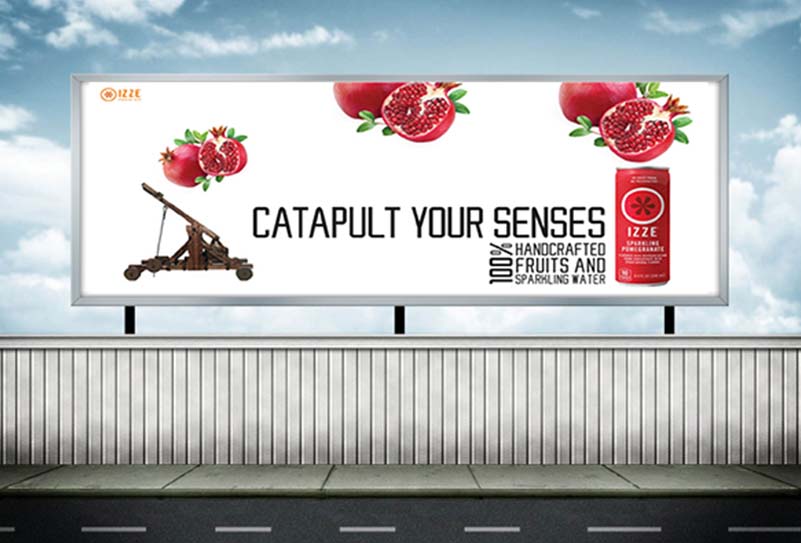 IZZE
CATAPULT YOUR SENSES
100% HANDCRAFTED
FRUITS AND
SPARKLING WATER
IZZE
SPARKLING
POMEGRANATE